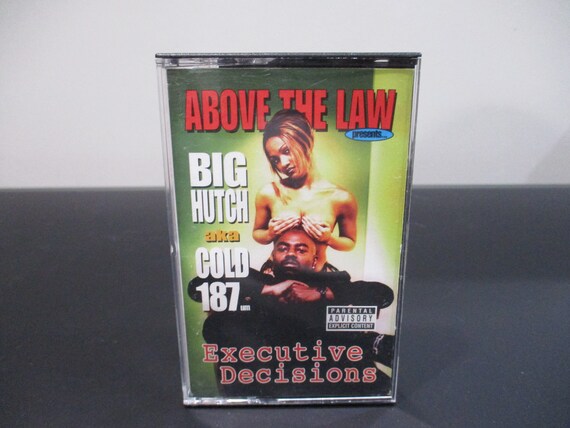 ABOVE THE LAW
presents...
BIG
HUTCH
aka
COLD
187um
PARENTAL
ADVISORY
EXPLICIT CONTENT
Executive
Decisions